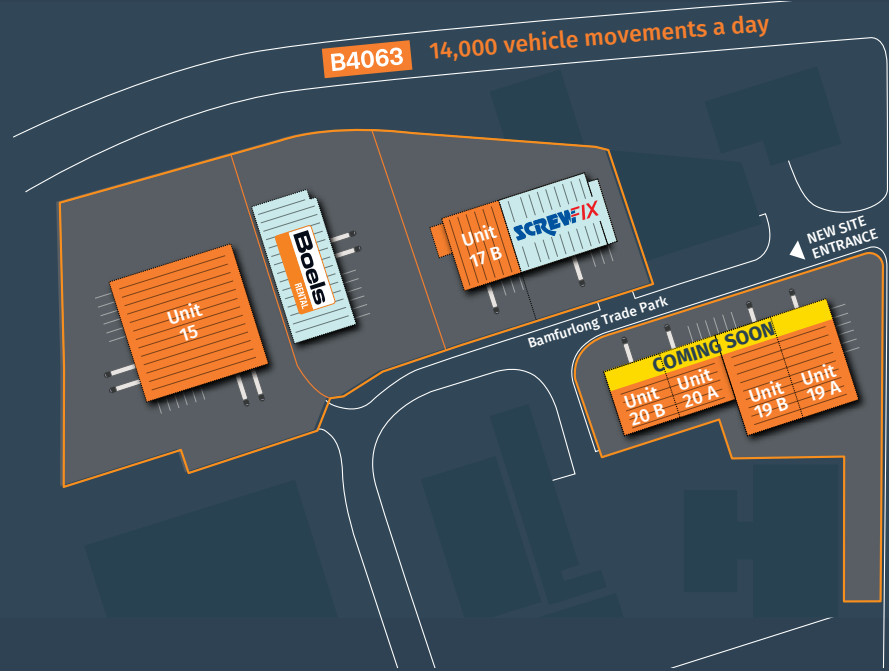 B4063
14,000 vehicle movements a day
NEW SITE
ENTRANCE
SCREWFIX
Unit
17 B
Boels
RENTAL
Unit
15
Bamfurlong Trade Park
COMING SOON
Unit
20 B
Unit
20 A
Unit
19 B
Unit
19 A